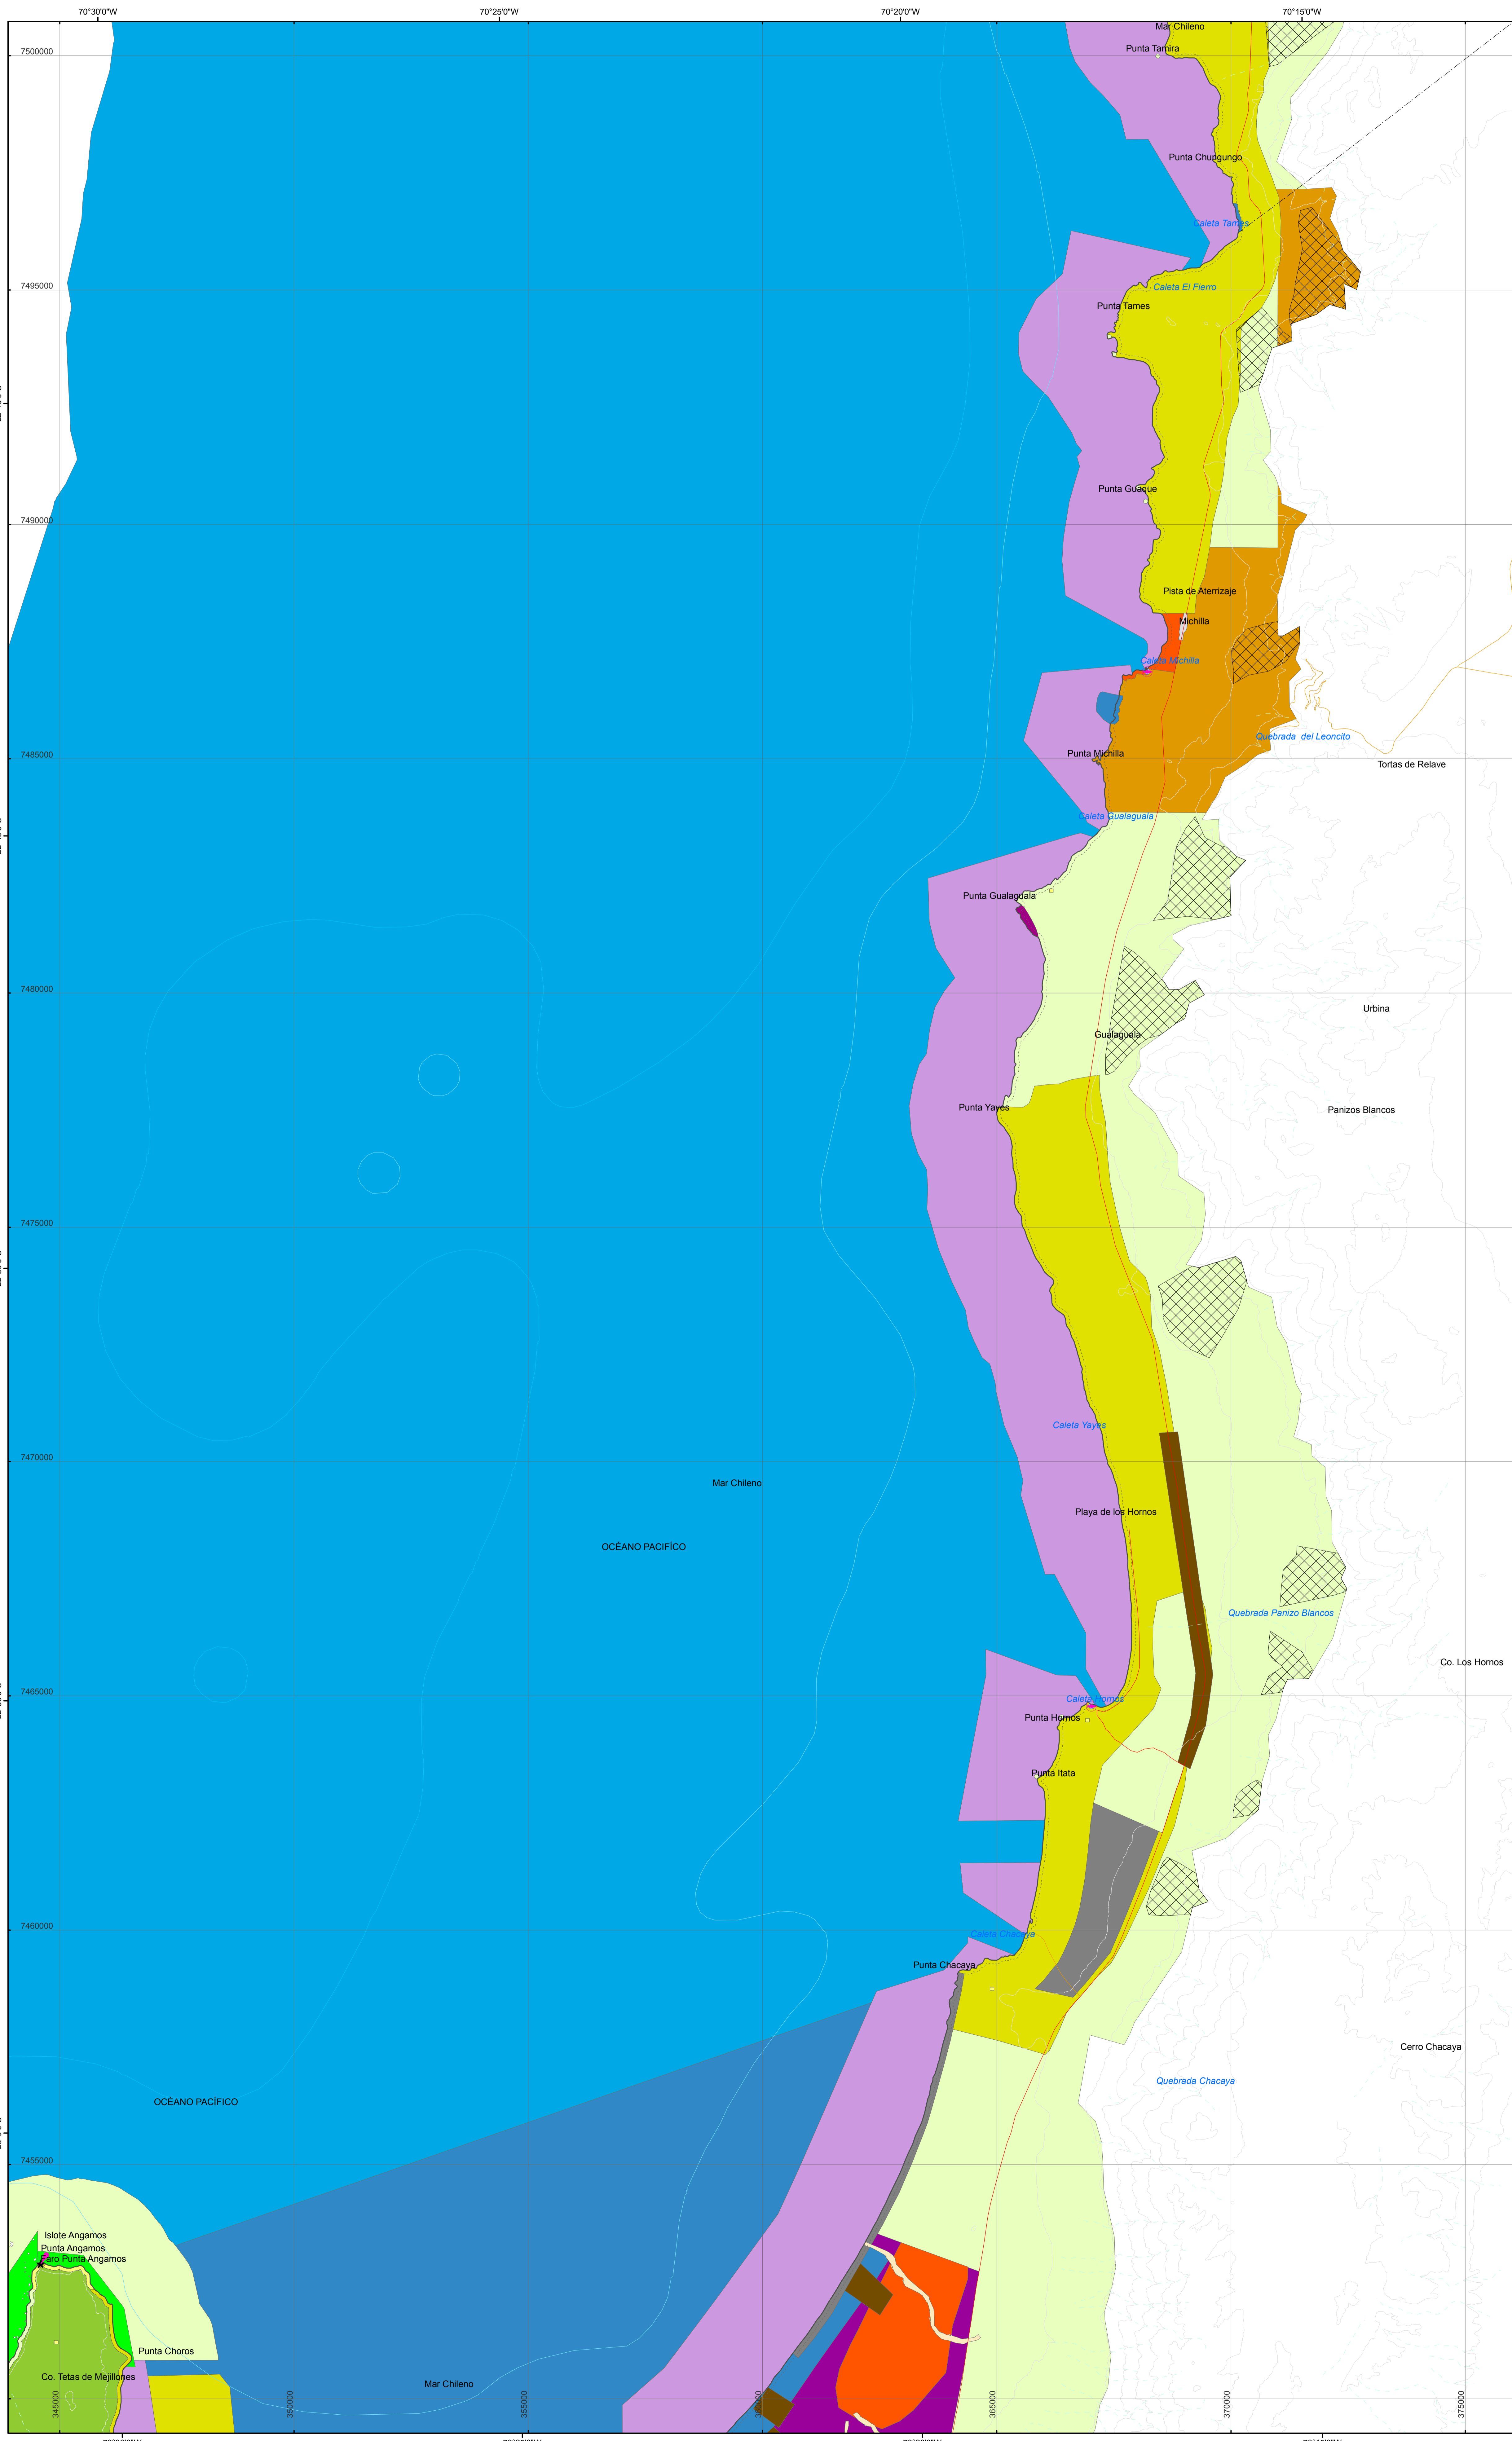 70°30'0"W
70°25'0"W
70°20'0"W
70°15'0"W
Mar Chileno
Punta Tamira
7500000
Punta Chungungo
Caleta Tames
Caleta El Fierro
7495000
Punta Tames
Punta Guaque
7490000
Pista de Aterrizaje
Michilla
Caleta Michilla
Quebrada del Leoncito
Punta Michilla
7485000
Tortas de Relave
Caleta Gualaguala
Punta Gualaguala
7480000
Urbina
Gualaguala
Punta Yayes
Panizos Blancos
7475000
Caleta Yayes
7470000
Mar Chileno
Playa de los Hornos
OCÉANO PACIFÍCO
Quebrada Panizo Blancos
Co. Los Hornos
7465000
Caleta Hornos
Punta Hornos
Punta Itata
7460000
Caleta Chacaya
Punta Chacaya
Cerro Chacaya
Quebrada Chacaya
OCÉANO PACÍFICO
7455000
Islote Angamos
Punta Angamos
Faro Punta Angamos
Punta Choros
Co. Tetas de Mejillones
Mar Chileno
345000
350000
355000
365000
370000
375000